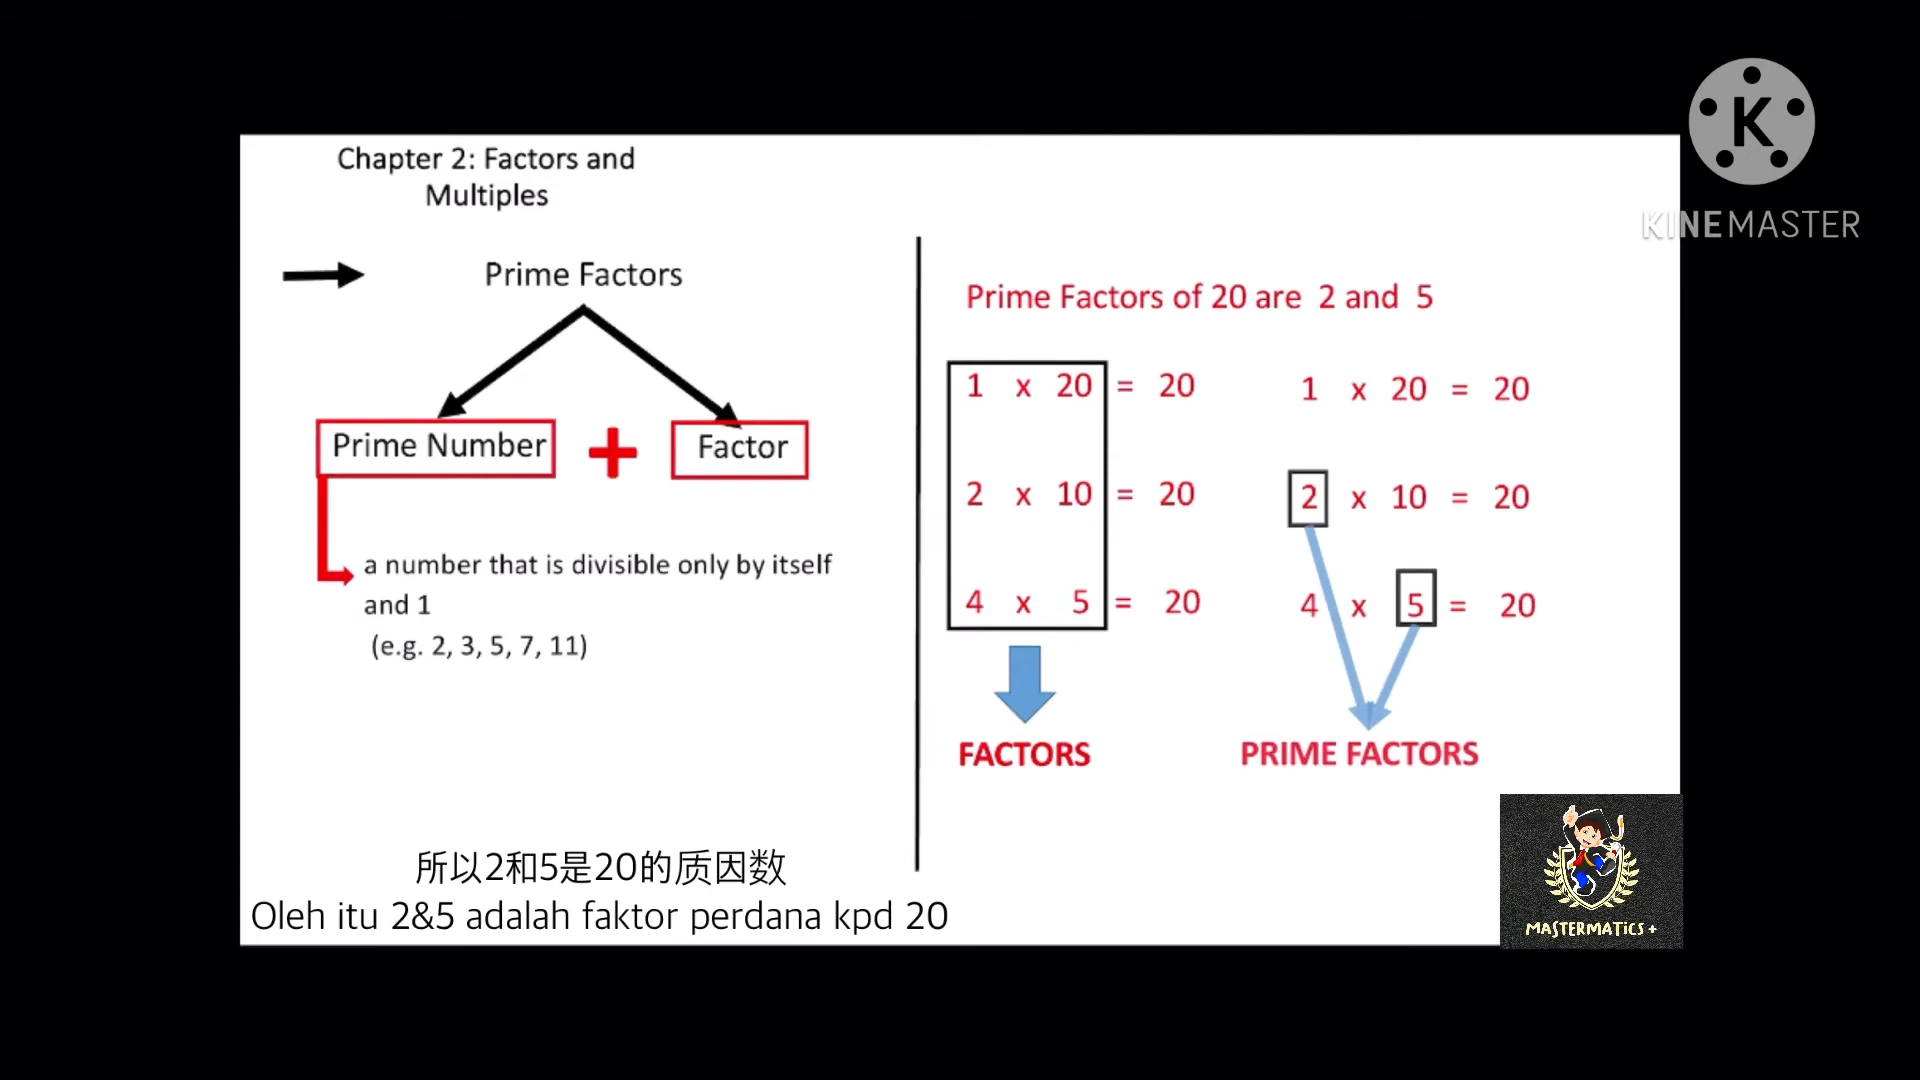 K
KINEMASTER
Chapter 2: Factors and
Multiples
Prime Factors
Prime Number + Factor
a number that is divisible only by itself
and 1
(e.g. 2, 3, 5, 7, 11)
Prime Factors of 20 are 2 and 5
1 x 20 = 20
2 x 10 = 20
4 x 5 = 20
FACTORS
1 x 20 = 20
2 x 10 = 20
4 x 5 = 20
PRIME FACTORS
所以2和5是20的质因数
Oleh itu 2&5 adalah faktor perdana kpd 20
MASTERMATICS +